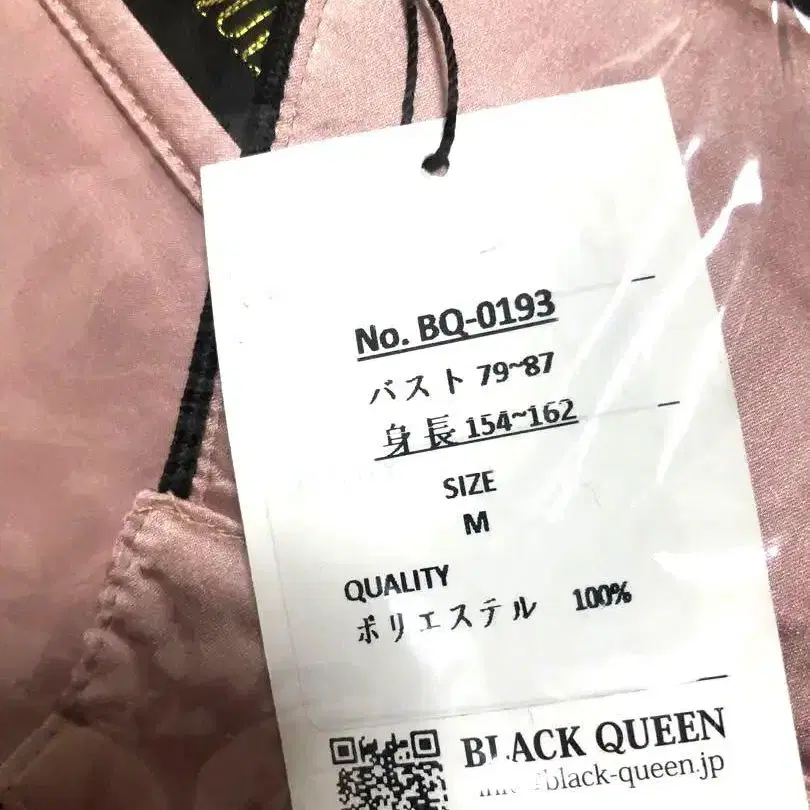 No. BQ-0193
バスト 79~87
身長 154~162
SIZE
M
QUALITY
ポリエステル 100%
BLACK QUEEN
black-queen.jp